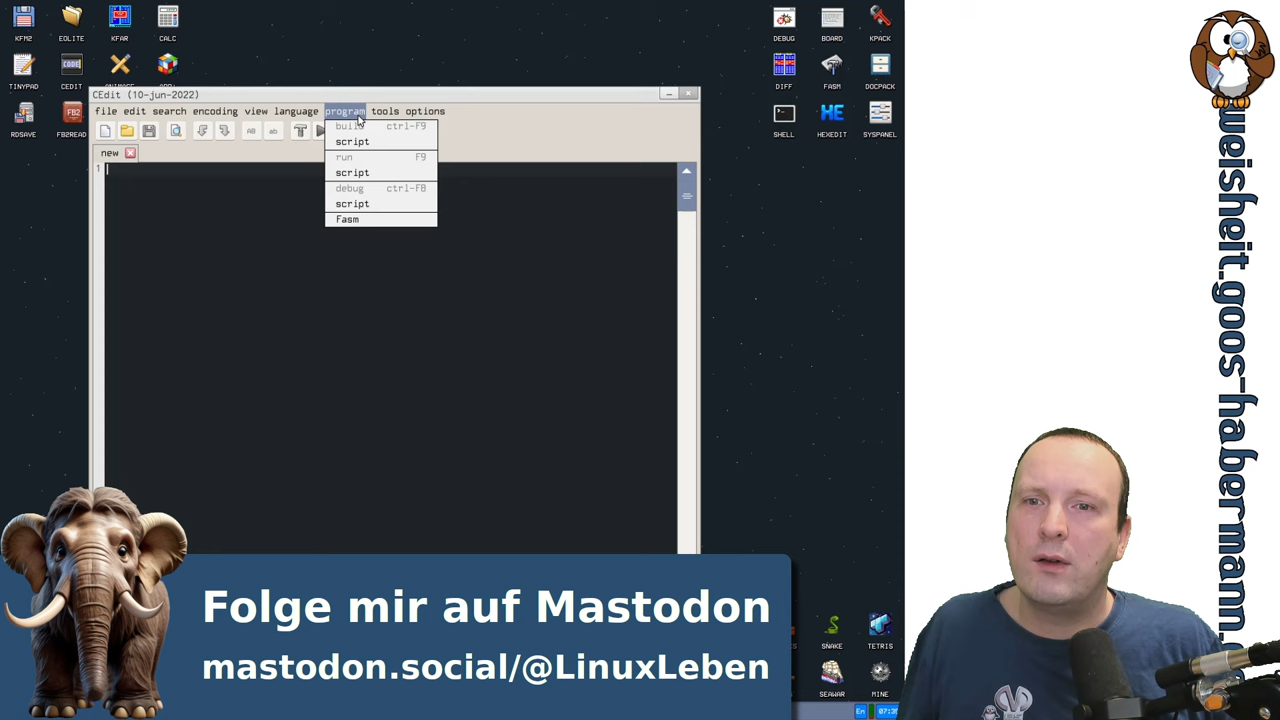 KFM2
EOLITE
KFAR
CALC
TINYPAD
CEDIT
RDSAVE
FB2READ
DEBUG
BOARD
KPACK
DIFF
FASM
DOCPACK
SHELL
HEXEDIT
SYSPANEL
CEdit (10-jun-2022)
file edit search encoding view language program tools options
ctrl-F9
script
run F9
script
debug ctrl-F8
script
Fasm
new
1
SNAKE
TETRIS
SEAWAR
MINE
En
Folge mir auf Mastodon
mastodon.social/@LinuxLeben
weisheit.goos-habermann.